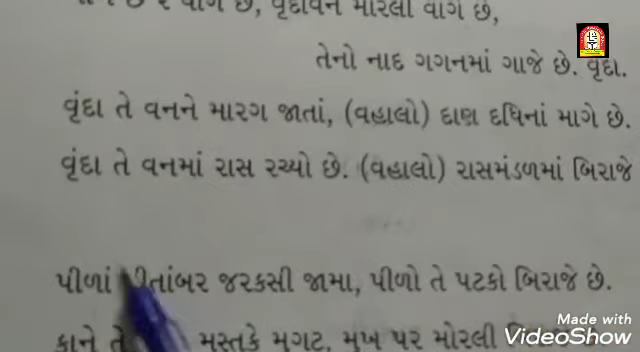 વાગે છે, વૃંદાવન મોરલી વાગે છે,
તેનો નાદ ગગનમાં ગાજે છે. વૃંદા.
વૃંદા તે વનને મારગ જાતાં, (વહાલો) દાણ દધિનાં માગે છે.
વૃંદા તે વનમાં રાસ રચ્યો છે. (વહાલો) રાસમંડળમાં બિરાજે
પીળાં જરકસી જામા, પીળો તે પટકો બિરાજે છે.
કાને તે મસ્તકે મુગટ, મુખ પર મોરલી
Made with
VideoShow